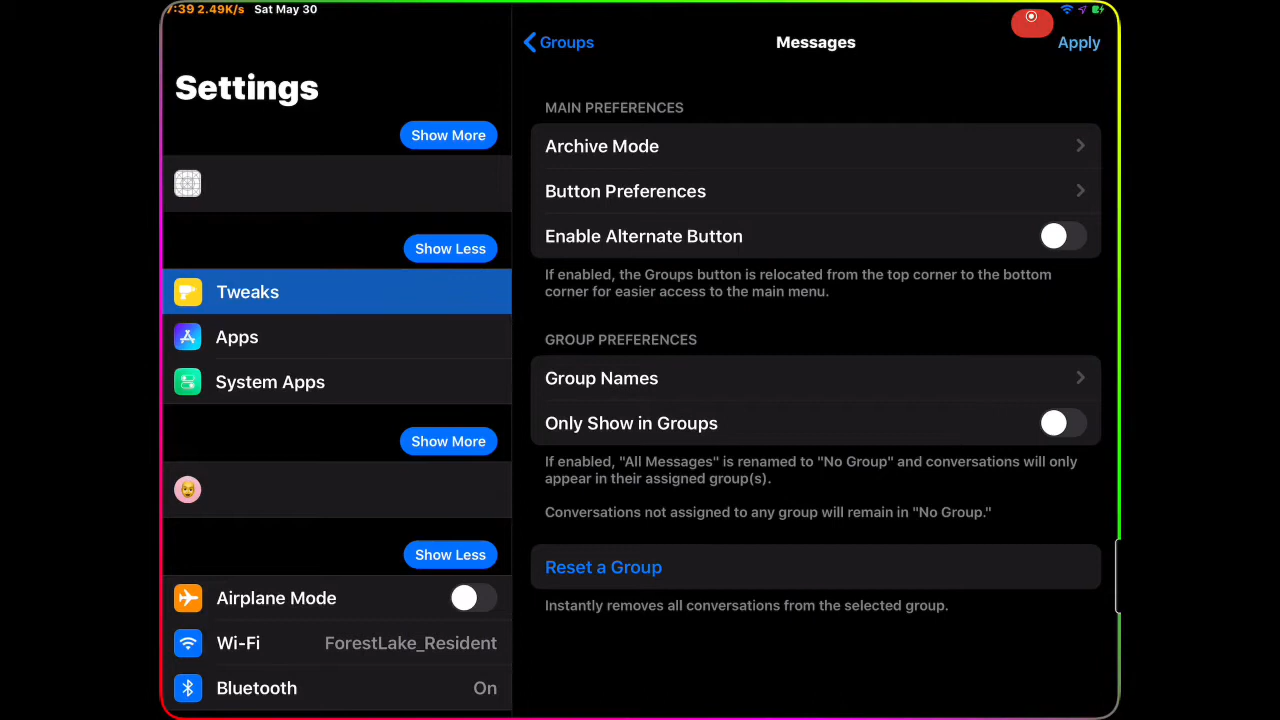 7:39 2.49K/s Sat May 30
Settings
Show More
Show Less
Tweaks
Apps
System Apps
Show More
Show Less
Airplane Mode
Wi-Fi ForestLake_Resident
Bluetooth On
Groups Messages Apply
MAIN PREFERENCES
Archive Mode
Button Preferences
Enable Alternate Button
If enabled, the Groups button is relocated from the top corner to the bottom
corner for easier access to the main menu.
GROUP PREFERENCES
Group Names
Only Show in Groups
If enabled, "All Messages" is renamed to "No Group" and conversations will only
appear in their assigned group(s).
Conversations not assigned to any group will remain in "No Group."
Reset a Group
Instantly removes all conversations from the selected group.